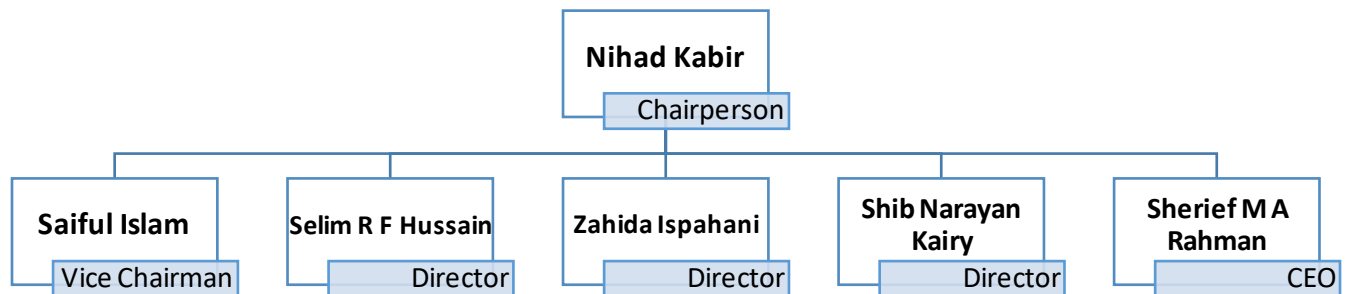 Nihad Kabir
Chairperson
Saiful Islam
Vice Chairman
Selim R F Hussain
Director
Zahida Ispahani
Director
Shib Narayan
Kairy
Director
Sherief M A
Rahman
CEO